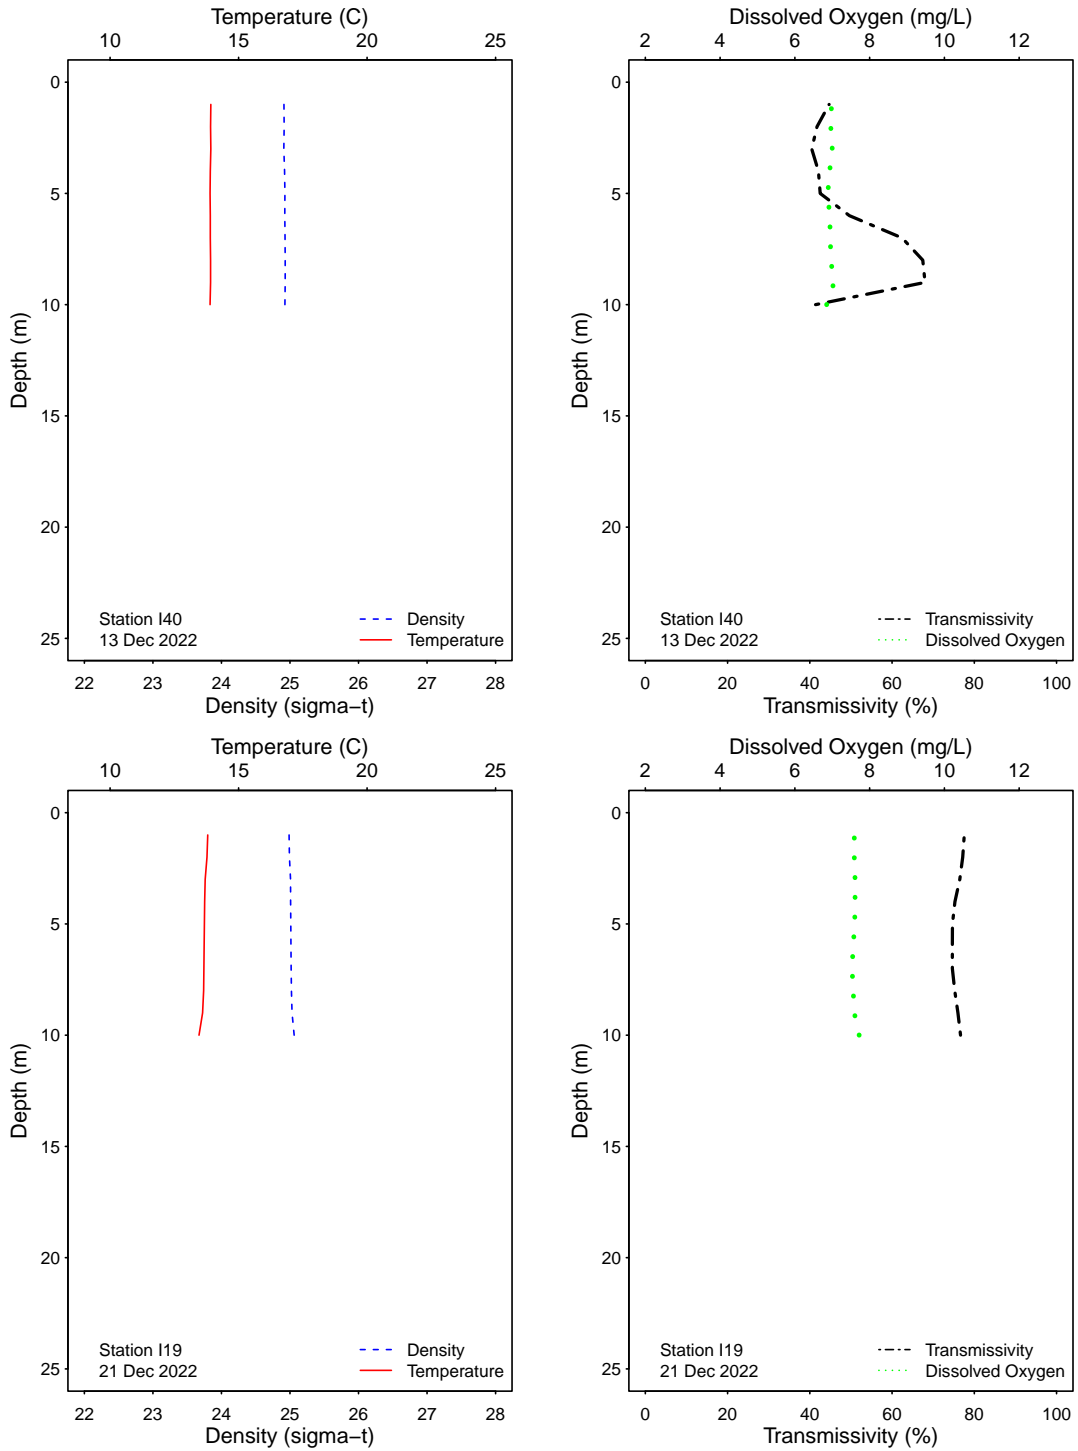 Temperature (C)
10 15 20 25
0
5
10
15
20
25
Depth (m)
Station I40
13 Dec 2022
Density
Temperature
22 23 24 25 26 27 28
Density (sigma−t)
Dissolved Oxygen (mg/L)
2 4 6 8 10 12
0
5
10
15
20
25
Depth (m)
Station I40
13 Dec 2022
Transmissivity
Dissolved Oxygen
0 20 40 60 80 100
Transmissivity (%)
Temperature (C)
10 15 20 25
0
5
10
15
20
25
Depth (m)
Station I19
21 Dec 2022
Density
Temperature
22 23 24 25 26 27 28
Density (sigma−t)
Dissolved Oxygen (mg/L)
2 4 6 8 10 12
0
5
10
15
20
25
Depth (m)
Station I19
21 Dec 2022
Transmissivity
Dissolved Oxygen
0 20 40 60 80 100
Transmissivity (%)